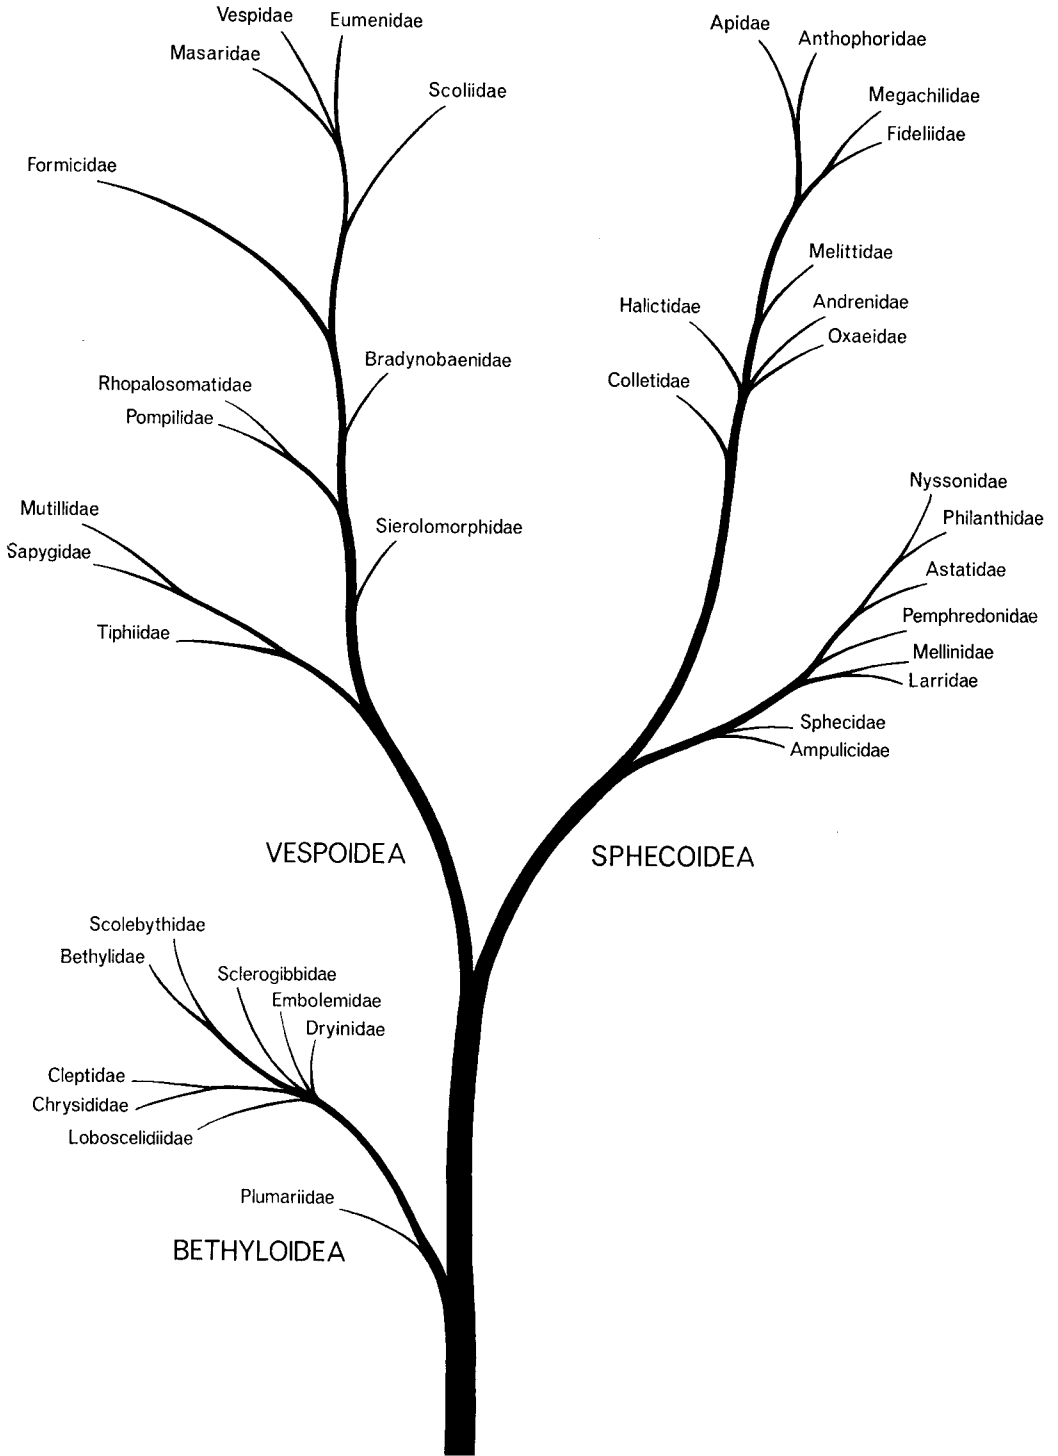 Vespidae
Eumenidae
Masaridae
Scoliidae
Formicidae
Bradynobaenidae
Rhopalosomatidae
Pompilidae
Mutillidae
Sierolomorphidae
Sapygidae
Tiphiidae
VESPOIDEA
Apidae
Anthophoridae
Megachilidae
Fideliidae
Melittidae
Halictidae
Andrenidae
Oxaeidae
Colletidae
Nyssonidae
Philanthidae
Astatidae
Pemphredonidae
Mellinidae
Larridae
Sphecidae
Ampulicidae
SPHECOIDEA
Scolebythidae
Bethylidae
Sclerogibbidae
Embolemidae
Dryinidae
Cleptidae
Chrysididae
Loboscelidiidae
Plumariidae
BETHYLOIDEA